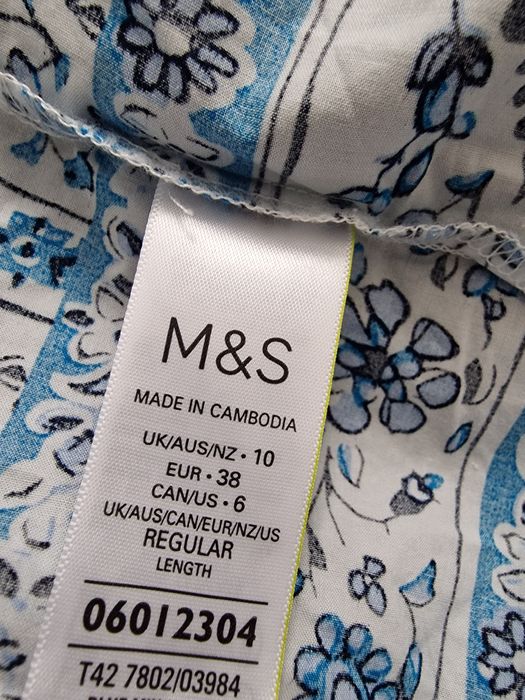 M&S
MADE IN CAMBODIA
UK/AUS/NZ • 10
EUR • 38
CAN/US • 6
UK/AUS/CAN/EUR/NZ/US
REGULAR
LENGTH
06012304
T42 7802/03984